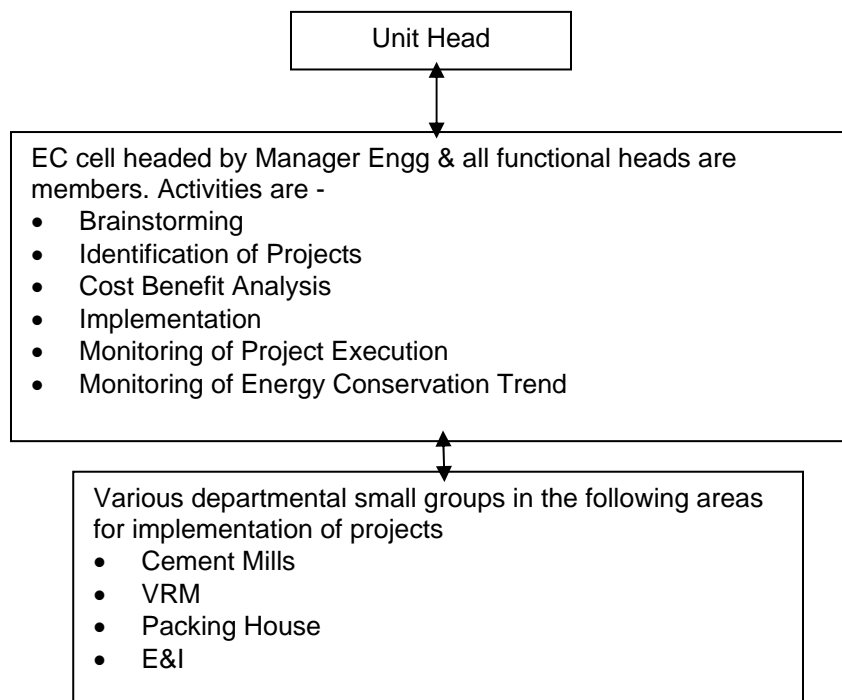 Unit Head
EC cell headed by Manager Engg & all functional heads are
members. Activities are -
• Brainstorming
• Identification of Projects
• Cost Benefit Analysis
• Implementation
• Monitoring of Project Execution
• Monitoring of Energy Conservation Trend
Various departmental small groups in the following areas
for implementation of projects
• Cement Mills
• VRM
• Packing House
• E&I